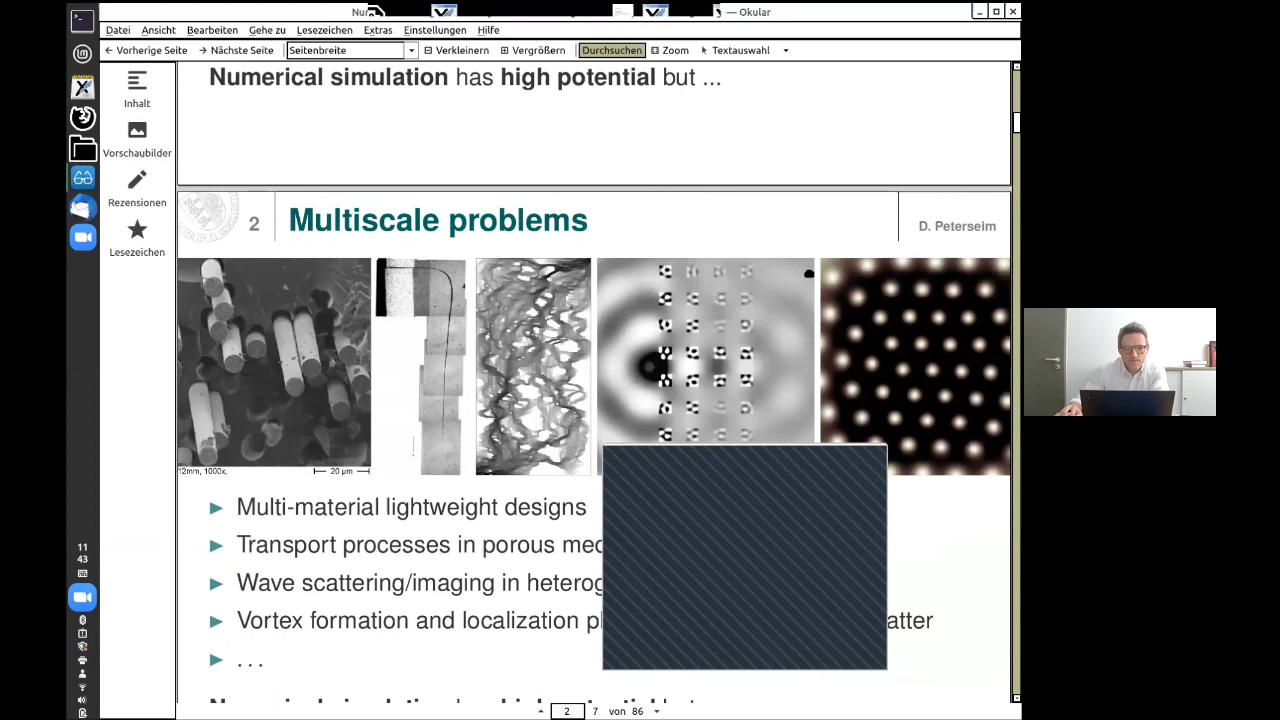 Nu
— Okular
Datei Ansicht Bearbeiten Gehe zu Lesezeichen Extras Einstellungen Hilfe
Vorherige Seite Nächste Seite Seitenbreite Verkleinern Vergrößern Durchsuchen Zoom Textauswahl
Inhalt
Vorschaubilder
Rezensionen
Lesezeichen
Numerical simulation has high potential but ...
2 Multiscale problems D. Peterseim
12mm, 1000x, 20 µm
Multi-material lightweight designs
Transport processes in porous med
Wave scattering/imaging in heterog
Vortex formation and localization p atter
. . .
11
43
2 7 von 86